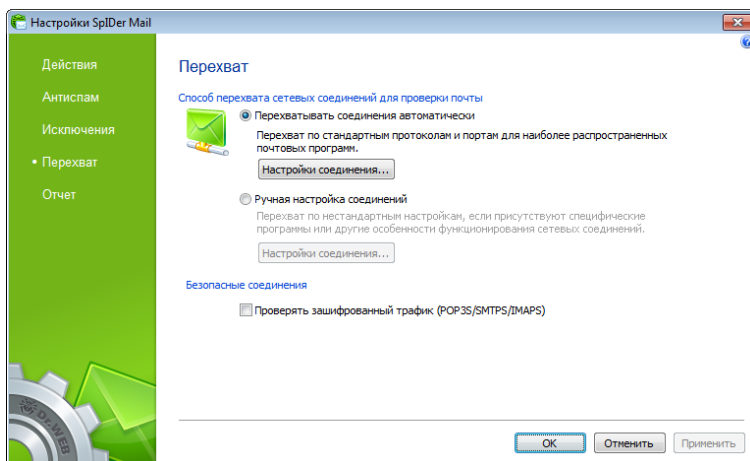 Настройки SpIDer Mail
Действия
Антиспам
Исключения
• Перехват
Отчет
Перехват
Способ перехвата сетевых соединений для проверки почты
Перехватывать соединения автоматически
Перехват по стандартным протоколам и портам для наиболее распространенных
почтовых программ.
Настройки соединения...
Ручная настройка соединений
Перехват по нестандартным настройкам, если присутствуют специфические
программы или другие особенности функционирования сетевых соединений.
Настройки соединения...
Безопасные соединения
Проверять зашифрованный трафик (POP3S/SMTPS/IMAPS)
Dr.WEB
OK
Отменить
Применить